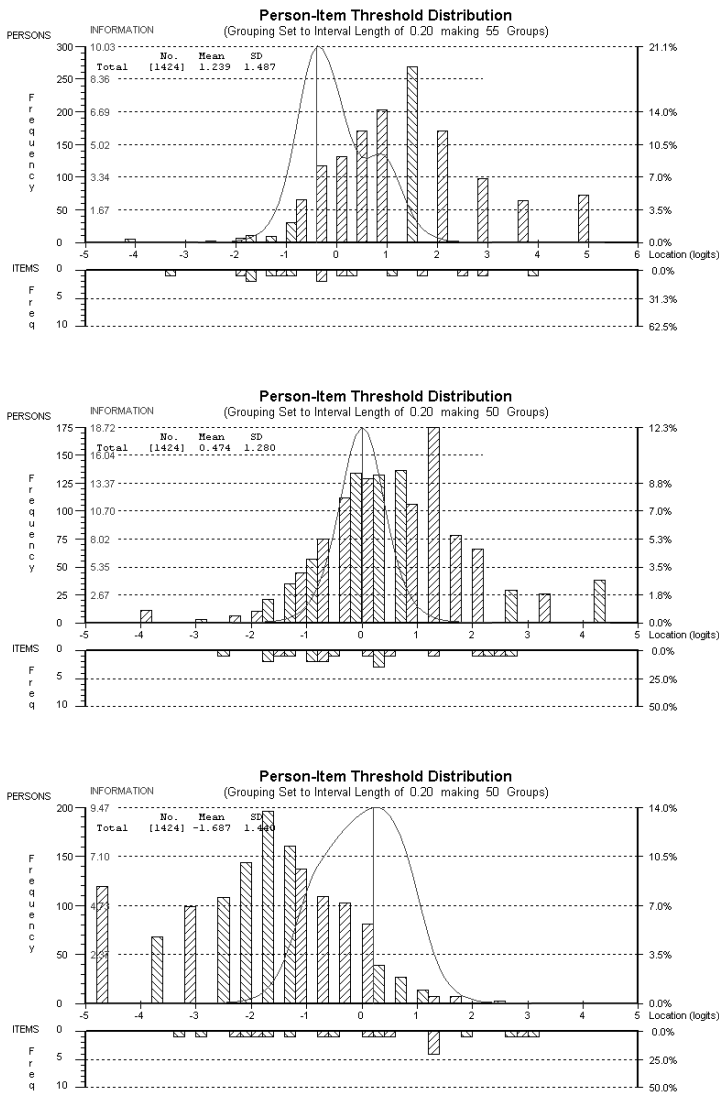 Person-Item Threshold Distribution
(Grouping Set to Interval Length of 0.20 making 55 Groups)
PERSONS INFORMATION
No. Mean SD
Total [1424] 1.239 1.487
Frequency
300 10.03 21.1%
250 8.36
200 6.69 14.0%
150 5.02 10.5%
100 3.34 7.0%
50 1.67 3.5%
0 0.0%
-5 -4 -3 -2 -1 0 1 2 3 4 5 6 Location (logits)
ITEMS 0 0.0%
Freq
5 31.3%
10 62.5%
Person-Item Threshold Distribution
(Grouping Set to Interval Length of 0.20 making 50 Groups)
PERSONS INFORMATION
No. Mean SD
Total [1424] 0.474 1.280
Frequency
175 18.72 12.3%
150 16.04
125 13.37 8.8%
100 10.70 7.0%
75 8.02 5.3%
50 5.35 3.5%
25 2.67 1.8%
0 0.0%
-5 -4 -3 -2 -1 0 1 2 3 4 5 Location (logits)
ITEMS 0 0.0%
Freq
5 25.0%
10 50.0%
Person-Item Threshold Distribution
(Grouping Set to Interval Length of 0.20 making 50 Groups)
PERSONS INFORMATION
No. Mean SD
Total [1424] -1.687 1.440
Frequency
200 9.47 14.0%
150 7.10 10.5%
100 4.73 7.0%
50 2.37 3.5%
0 0.0%
-5 -4 -3 -2 -1 0 1 2 3 4 5 Location (logits)
ITEMS 0 0.0%
Freq
5 25.0%
10 50.0%